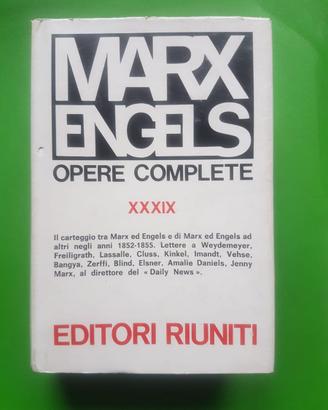 MARX
ENGELS
OPERE COMPLETE
XXXIX
Il carteggio tra Marx ed Engels e di Marx ed Engels ad
altri negli anni 1852-1855. Lettere a Weydemeyer,
Freiligrath, Lassalle, Cluss, Kinkel, Imandt, Vehse,
Bangya, Zerffi, Blind, Elsner, Amalie Daniels, Jenny
Marx, al direttore del « Daily News ».
EDITORI RIUNITI